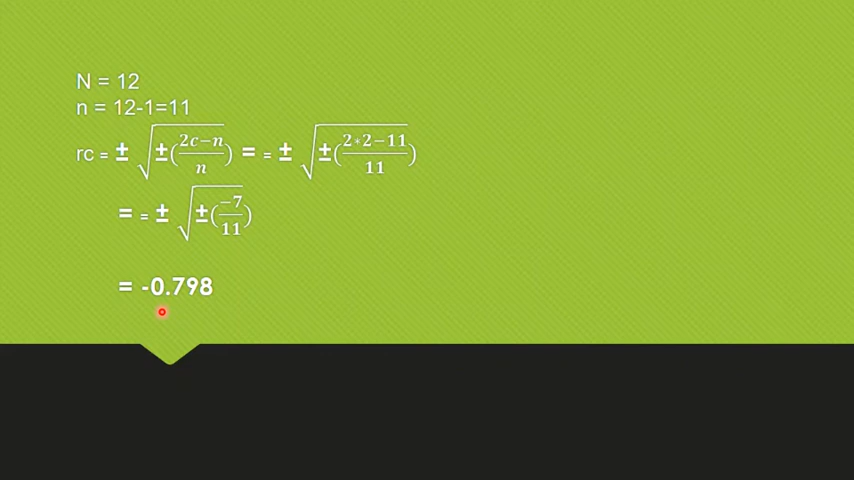 N = 12
n = 12-1=11
rc = ± √±(2c−n/n) = = ± √±(2*2−11/11)
= = ± √±(−7/11)
= -0.798